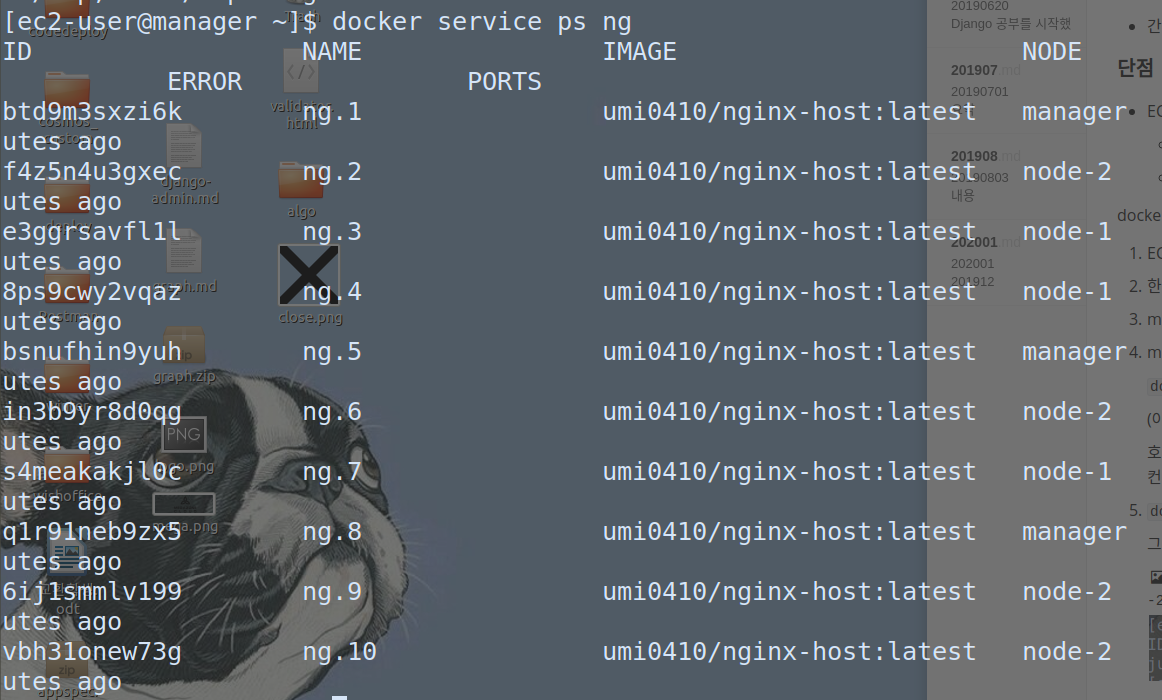 [ec2-user@manager ~]$ docker service ps ng
ID NAME IMAGE NODE
ERROR PORTS
btd9m3sxzi6k ng.1 umi0410/nginx-host:latest manager
utes ago
f4z5n4u3gxec ng.2 umi0410/nginx-host:latest node-2
utes ago
e3ggrsavfl1l ng.3 umi0410/nginx-host:latest node-1
utes ago
8ps9cwy2vqaz ng.4 umi0410/nginx-host:latest node-1
utes ago
bsnufhin9yuh ng.5 umi0410/nginx-host:latest manager
utes ago
in3b9yr8d0qg ng.6 umi0410/nginx-host:latest node-2
utes ago
s4meakakjl0c ng.7 umi0410/nginx-host:latest node-1
utes ago
q1r91neb9zx5 ng.8 umi0410/nginx-host:latest manager
utes ago
6ij1smmlv199 ng.9 umi0410/nginx-host:latest node-2
utes ago
vbh31onew73g ng.10 umi0410/nginx-host:latest node-2
utes ago
codedeploy
validates.
html
django-
admin.md
algo
graph.md
close.png
graph.zip
PNG
odt
zip
20190620
Django 공부를 시작했
201907.md
20190701
201908.md
20190803
내용
202001.md
202001
201912
단점
docke
1. EC
2. 한
3. m
4. m
5.